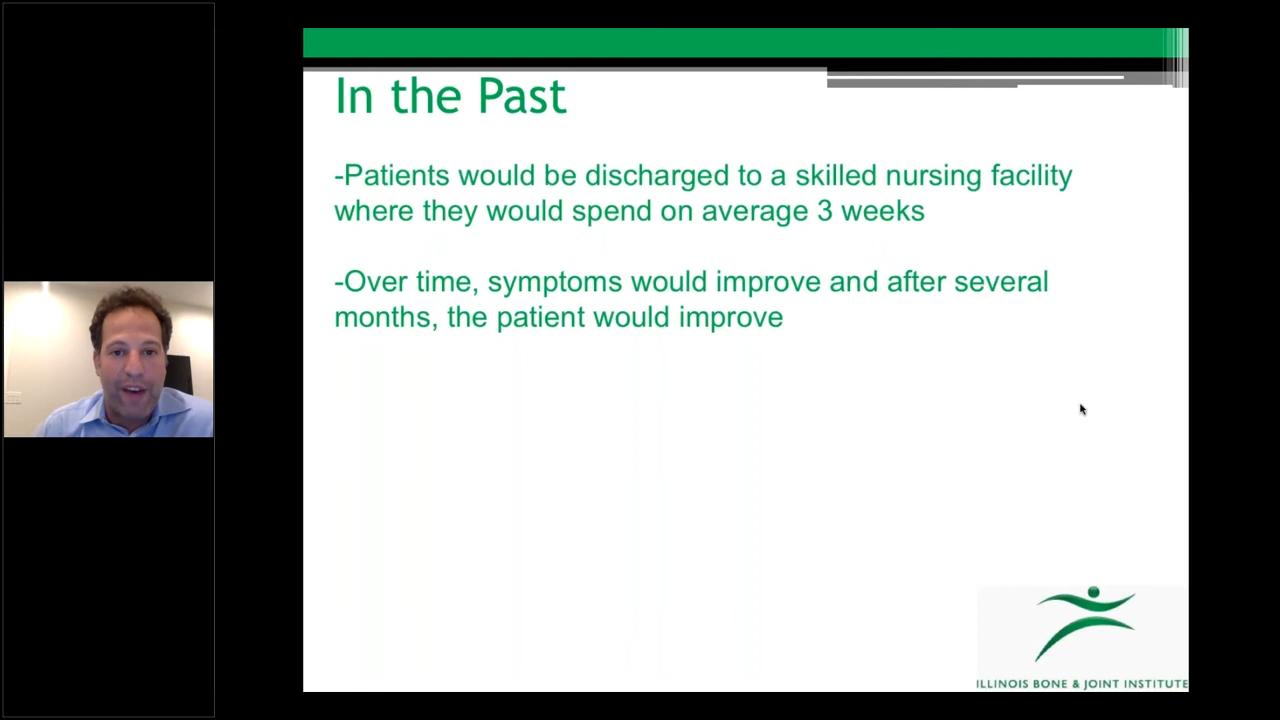 In the Past
-Patients would be discharged to a skilled nursing facility
where they would spend on average 3 weeks
-Over time, symptoms would improve and after several
months, the patient would improve
ILLINOIS BONE & JOINT INSTITUTE